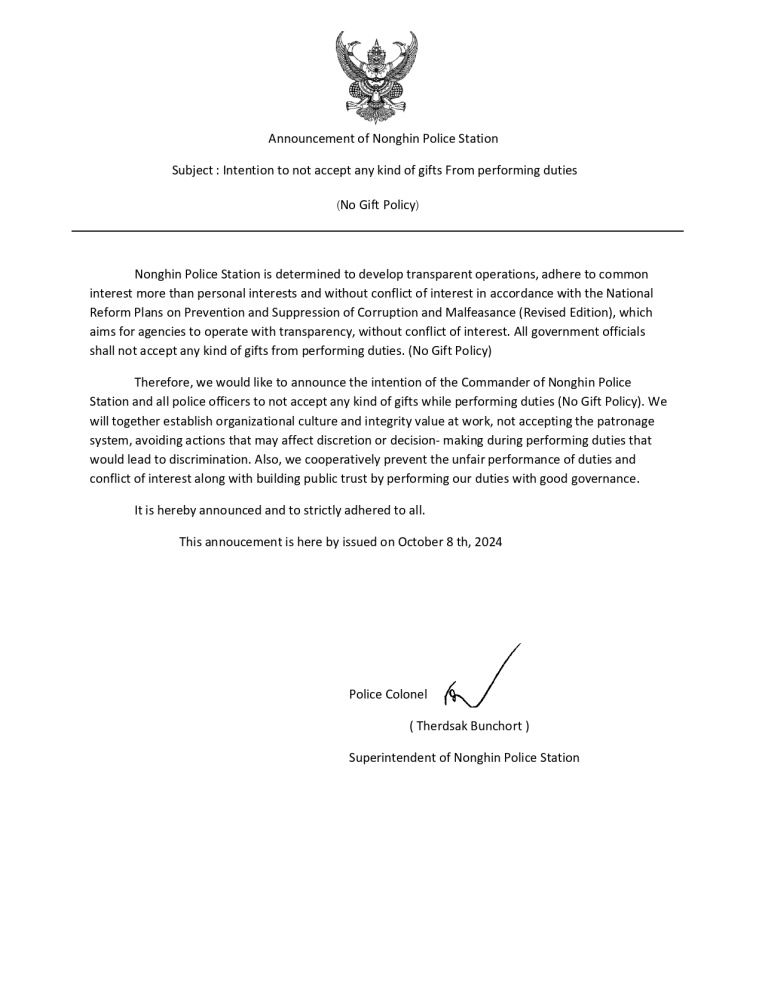 Announcement of Nonghin Police Station
Subject : Intention to not accept any kind of gifts From performing duties
(No Gift Policy)
Nonghin Police Station is determined to develop transparent operations, adhere to common
interest more than personal interests and without conflict of interest in accordance with the National
Reform Plans on Prevention and Suppression of Corruption and Malfeasance (Revised Edition), which
aims for agencies to operate with transparency, without conflict of interest. All government officials
shall not accept any kind of gifts from performing duties. (No Gift Policy)
Therefore, we would like to announce the intention of the Commander of Nonghin Police
Station and all police officers to not accept any kind of gifts while performing duties (No Gift Policy). We
will together establish organizational culture and integrity value at work, not accepting the patronage
system, avoiding actions that may affect discretion or decision- making during performing duties that
would lead to discrimination. Also, we cooperatively prevent the unfair performance of duties and
conflict of interest along with building public trust by performing our duties with good governance.
It is hereby announced and to strictly adhered to all.
This annoucement is here by issued on October 8 th, 2024
Police Colonel
( Therdsak Bunchort )
Superintendent of Nonghin Police Station